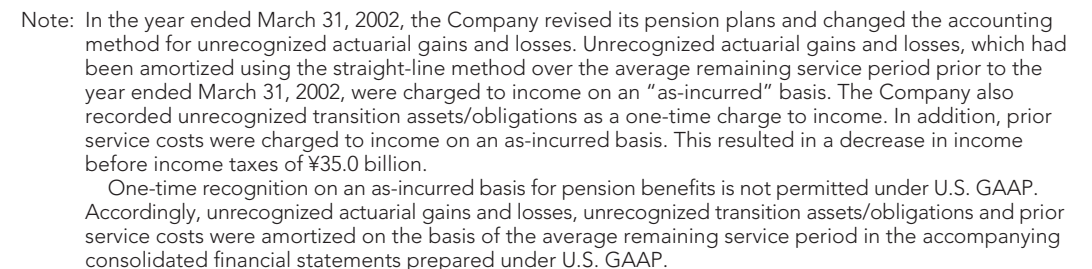 Note: In the year ended March 31, 2002, the Company revised its pension plans and changed the accounting
method for unrecognized actuarial gains and losses. Unrecognized actuarial gains and losses, which had
been amortized using the straight-line method over the average remaining service period prior to the
year ended March 31, 2002, were charged to income on an “as-incurred” basis. The Company also
recorded unrecognized transition assets/obligations as a one-time charge to income. In addition, prior
service costs were charged to income on an as-incurred basis. This resulted in a decrease in income
before income taxes of ¥35.0 billion.
One-time recognition on an as-incurred basis for pension benefits is not permitted under U.S. GAAP.
Accordingly, unrecognized actuarial gains and losses, unrecognized transition assets/obligations and prior
service costs were amortized on the basis of the average remaining service period in the accompanying
consolidated financial statements prepared under U.S. GAAP.